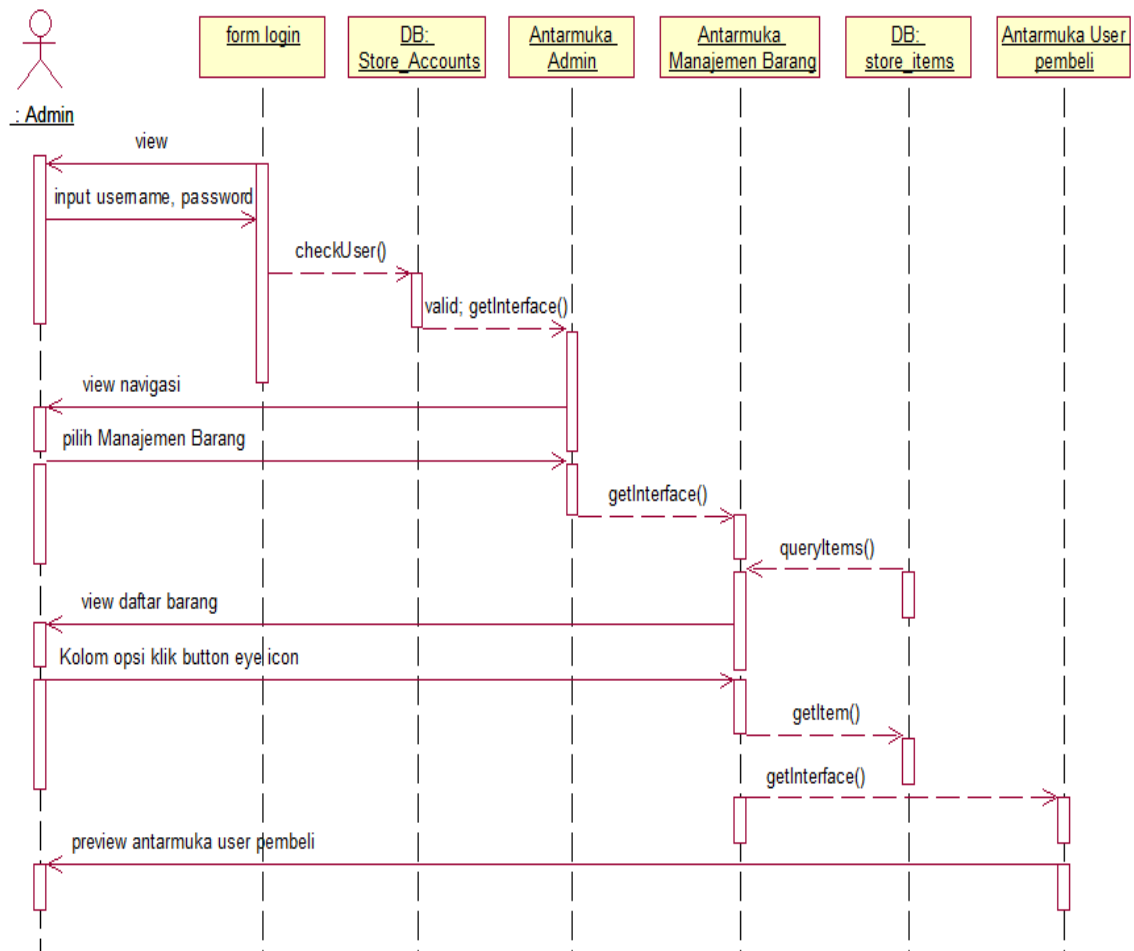 form login
DB:
Store_Accounts
Antarmuka
Admin
Antarmuka
Manajemen Barang
DB:
store_items
Antarmuka User
pembeli
: Admin
view
input username, password
checkUser()
valid; getInterface()
view navigasi
pilih Manajemen Barang
getInterface()
queryItems()
view daftar barang
Kolom opsi klik button eye icon
getItem()
getInterface()
preview antarmuka user pembeli